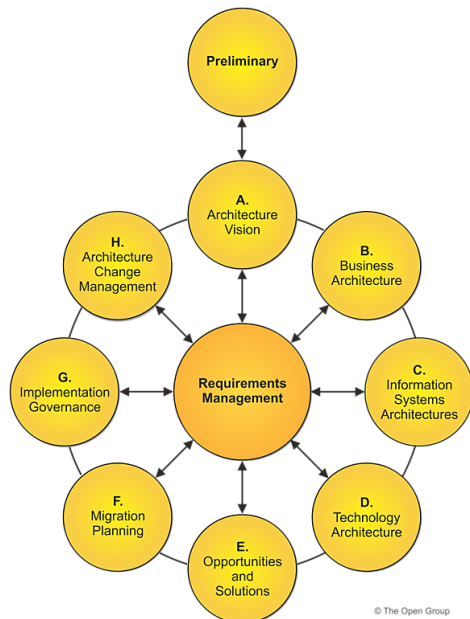 Preliminary
A.
Architecture
Vision
B.
Business
Architecture
C.
Information
Systems
Architectures
D.
Technology
Architecture
E.
Opportunities
and
Solutions
F.
Migration
Planning
G.
Implementation
Governance
H.
Architecture
Change
Management
Requirements
Management
© The Open Group